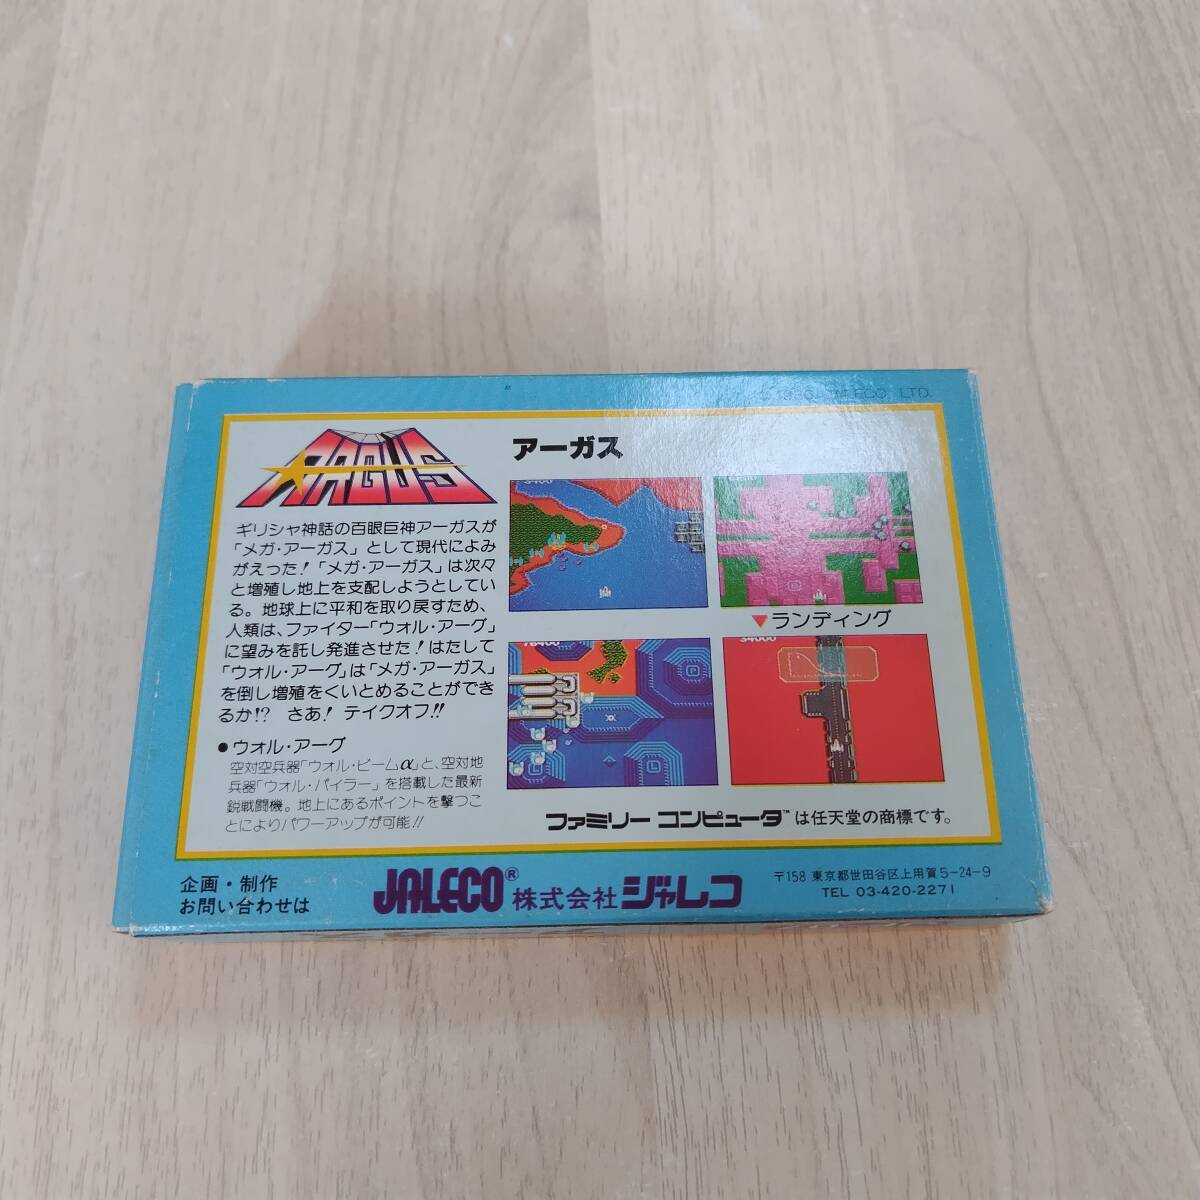 © 1986 JALECO LTD.
ARGUS
アーガス
ギリシャ神話の百眼巨神アーガスが
「メガ・アーガス」として現代によみ
がえった!「メガ・アーガス」は次々
と増殖し地上を支配しようとしてい
る。地球上に平和を取り戻すため、
人類は、ファイター「ウォル・アーグ」
に望みを託し発進させた!はたして
「ウォル・アーグ」は「メガ・アーガス」
を倒し増殖をくいとめることができ
るか!? さあ! テイクオフ!!
●ウォル・アーグ
空対空兵器「ウォル・ビームα」と、空対地
兵器「ウォル・バイラー」を搭載した最新
鋭戦闘機。地上にあるポイントを撃つこ
とによりパワーアップが可能!!
3400
▼ランディング
78400
34000
ファミリーコンピュータ™は任天堂の商標です。
企画・制作
お問い合わせは
JALECO® 株式会社ジャレコ
〒158 東京都世田谷区上用賀5-24-9
TEL 03-420-2271